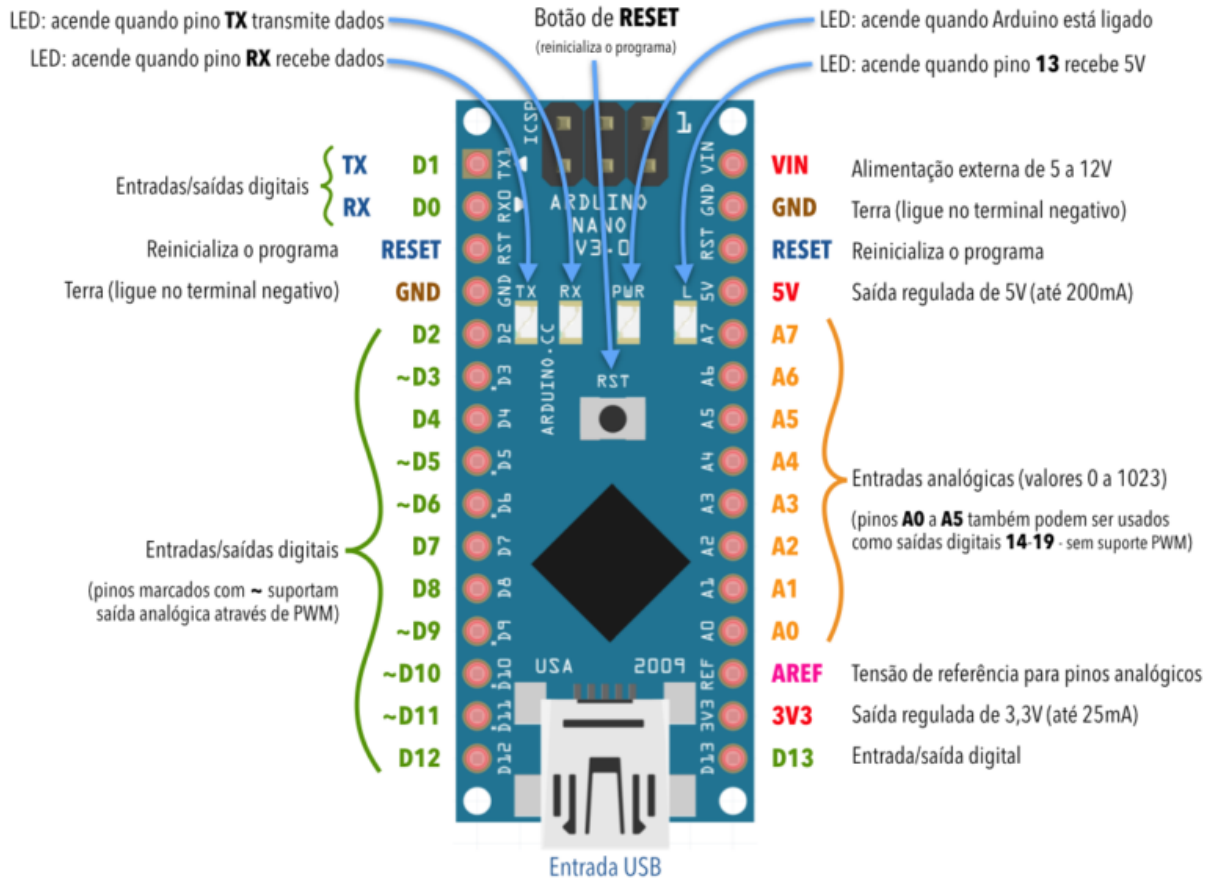 LED: acende quando pino TX transmite dados
LED: acende quando pino RX recebe dados
Botão de RESET
(reinicializa o programa)
LED: acende quando Arduino está ligado
LED: acende quando pino 13 recebe 5V
Entradas/saídas digitais
TX D1
RX D0
Reinicializa o programa RESET
Terra (ligue no terminal negativo) GND
D2
~D3
D4
~D5
~D6
D7
D8
~D9
~D10
~D11
D12
Entradas/saídas digitais
(pinos marcados com ~ suportam
saída analógica através de PWM)
ICSP
1
TX1
RX0
RST
GND
D2
D3
D4
D5
D6
D7
D8
D9
D10
D11
D12
ARDUINO
NANO
V3.0
TX RX PWR L
ARDUINO.CC
RST
USA 2009
VIN
GND
RST
5V
A7
A6
A5
A4
A3
A2
A1
A0
REF
3V3
D13
VIN Alimentação externa de 5 a 12V
GND Terra (ligue no terminal negativo)
RESET Reinicializa o programa
5V Saída regulada de 5V (até 200mA)
A7
A6
A5
A4
A3
A2
A1
A0
Entradas analógicas (valores 0 a 1023)
(pinos A0 a A5 também podem ser usados
como saídas digitais 14-19 - sem suporte PWM)
AREF Tensão de referência para pinos analógicos
3V3 Saída regulada de 3,3V (até 25mA)
D13 Entrada/saída digital
Entrada USB